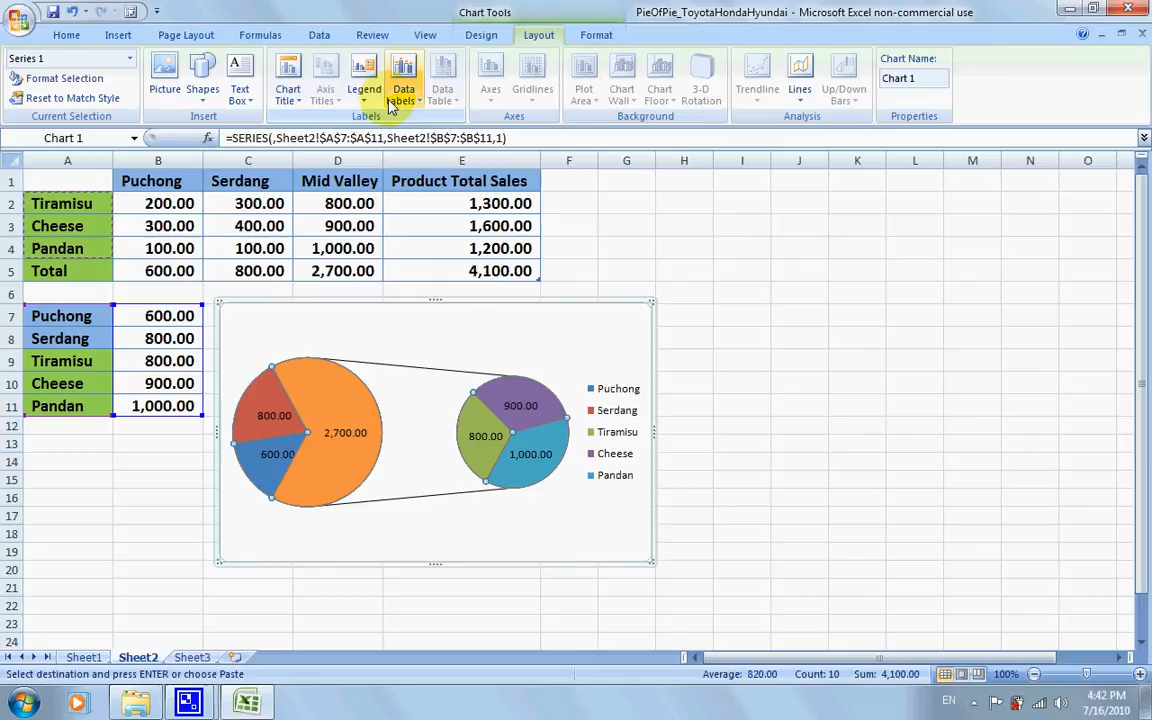 Chart Tools
PieOfPie_ToyotaHondaHyundai - Microsoft Excel non-commercial use
Home Insert Page Layout Formulas Data Review View Design Layout Format
Series 1
Format Selection
Reset to Match Style
Current Selection
Picture Shapes Text Box
Insert
Chart Title Axis Titles Legend Data Labels Data Table
Labels
Axes Gridlines
Axes
Plot Area Chart Wall Chart Floor 3-D Rotation
Background
Trendline Lines Up/Down Bars
Analysis
Chart Name:
Chart 1
Properties
Chart 1 fx =SERIES(,Sheet2!$A$7:$A$11,Sheet2!$B$7:$B$11,1)
A B C D E F G H I J K L M N O
1 Puchong Serdang Mid Valley Product Total Sales
2 Tiramisu 200.00 300.00 800.00 1,300.00
3 Cheese 300.00 400.00 900.00 1,600.00
4 Pandan 100.00 100.00 1,000.00 1,200.00
5 Total 600.00 800.00 2,700.00 4,100.00
6
7 Puchong 600.00
8 Serdang 800.00
9 Tiramisu 800.00
10 Cheese 900.00
11 Pandan 1,000.00
12
13
14
15
16
17
18
19
20
21
22
23
24
800.00
2,700.00
600.00
900.00
800.00
1,000.00
Puchong
Serdang
Tiramisu
Cheese
Pandan
Sheet1 Sheet2 Sheet3
Select destination and press ENTER or choose Paste Average: 820.00 Count: 10 Sum: 4,100.00 100%
EN 4:42 PM
7/16/2010